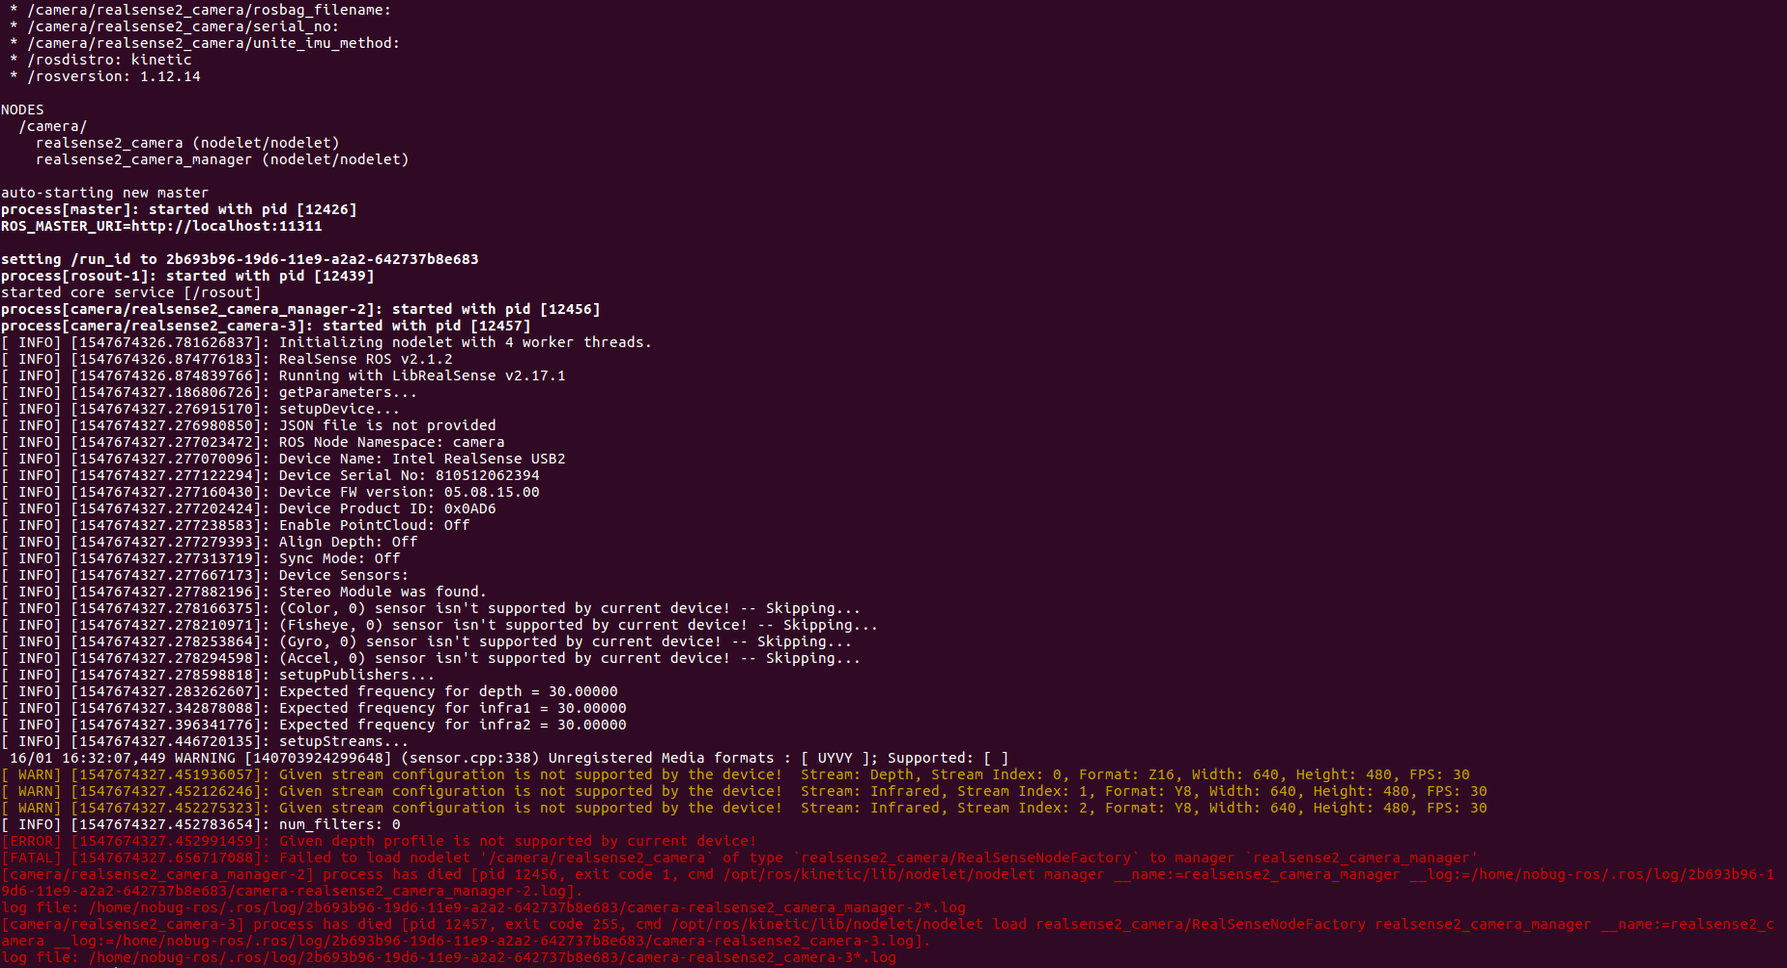 * /camera/realsense2_camera/rosbag_filename:
* /camera/realsense2_camera/serial_no:
* /camera/realsense2_camera/unite_imu_method:
* /rosdistro: kinetic
* /rosversion: 1.12.14
NODES
/camera/
realsense2_camera (nodelet/nodelet)
realsense2_camera_manager (nodelet/nodelet)
auto-starting new master
process[master]: started with pid [12426]
ROS_MASTER_URI=http://localhost:11311
setting /run_id to 2b693b96-19d6-11e9-a2a2-642737b8e683
process[rosout-1]: started with pid [12439]
started core service [/rosout]
process[camera/realsense2_camera_manager-2]: started with pid [12456]
process[camera/realsense2_camera-3]: started with pid [12457]
[ INFO] [1547674326.781626837]: Initializing nodelet with 4 worker threads.
[ INFO] [1547674326.874776183]: RealSense ROS v2.1.2
[ INFO] [1547674326.874839766]: Running with LibRealSense v2.17.1
[ INFO] [1547674327.186806726]: getParameters...
[ INFO] [1547674327.276915170]: setupDevice...
[ INFO] [1547674327.276980850]: JSON file is not provided
[ INFO] [1547674327.277023472]: ROS Node Namespace: camera
[ INFO] [1547674327.277070096]: Device Name: Intel RealSense USB2
[ INFO] [1547674327.277122294]: Device Serial No: 810512062394
[ INFO] [1547674327.277160430]: Device FW version: 05.08.15.00
[ INFO] [1547674327.277202424]: Device Product ID: 0x0AD6
[ INFO] [1547674327.277238583]: Enable PointCloud: Off
[ INFO] [1547674327.277279393]: Align Depth: Off
[ INFO] [1547674327.277313719]: Sync Mode: Off
[ INFO] [1547674327.277667173]: Device Sensors:
[ INFO] [1547674327.277882196]: Stereo Module was found.
[ INFO] [1547674327.278166375]: (Color, 0) sensor isn't supported by current device! -- Skipping...
[ INFO] [1547674327.278210971]: (Fisheye, 0) sensor isn't supported by current device! -- Skipping...
[ INFO] [1547674327.278253864]: (Gyro, 0) sensor isn't supported by current device! -- Skipping...
[ INFO] [1547674327.278294598]: (Accel, 0) sensor isn't supported by current device! -- Skipping...
[ INFO] [1547674327.278598818]: setupPublishers...
[ INFO] [1547674327.283262607]: Expected frequency for depth = 30.00000
[ INFO] [1547674327.342878088]: Expected frequency for infra1 = 30.00000
[ INFO] [1547674327.396341776]: Expected frequency for infra2 = 30.00000
[ INFO] [1547674327.446720135]: setupStreams...
16/01 16:32:07,449 WARNING [140703924299648] (sensor.cpp:338) Unregistered Media formats : [ UYVY ]; Supported: [ ]
[ WARN] [1547674327.451936057]: Given stream configuration is not supported by the device!  Stream: Depth, Stream Index: 0, Format: Z16, Width: 640, Height: 480, FPS: 30
[ WARN] [1547674327.452126246]: Given stream configuration is not supported by the device!  Stream: Infrared, Stream Index: 1, Format: Y8, Width: 640, Height: 480, FPS: 30
[ WARN] [1547674327.452275323]: Given stream configuration is not supported by the device!  Stream: Infrared, Stream Index: 2, Format: Y8, Width: 640, Height: 480, FPS: 30
[ INFO] [1547674327.452783654]: num_filters: 0
[ERROR] [1547674327.452991459]: Given depth profile is not supported by current device!
[FATAL] [1547674327.656717088]: Failed to load nodelet '/camera/realsense2_camera` of type `realsense2_camera/RealSenseNodeFactory` to manager `realsense2_camera_manager'
[camera/realsense2_camera_manager-2] process has died [pid 12456, exit code 1, cmd /opt/ros/kinetic/lib/nodelet/nodelet manager __name:=realsense2_camera_manager __log:=/home/nobug-ros/.ros/log/2b693b96-1
9d6-11e9-a2a2-642737b8e683/camera-realsense2_camera_manager-2.log].
log file: /home/nobug-ros/.ros/log/2b693b96-19d6-11e9-a2a2-642737b8e683/camera-realsense2_camera_manager-2*.log
[camera/realsense2_camera-3] process has died [pid 12457, exit code 255, cmd /opt/ros/kinetic/lib/nodelet/nodelet load realsense2_camera/RealSenseNodeFactory realsense2_camera_manager __name:=realsense2_c
amera __log:=/home/nobug-ros/.ros/log/2b693b96-19d6-11e9-a2a2-642737b8e683/camera-realsense2_camera-3.log].
log file: /home/nobug-ros/.ros/log/2b693b96-19d6-11e9-a2a2-642737b8e683/camera-realsense2_camera-3*.log